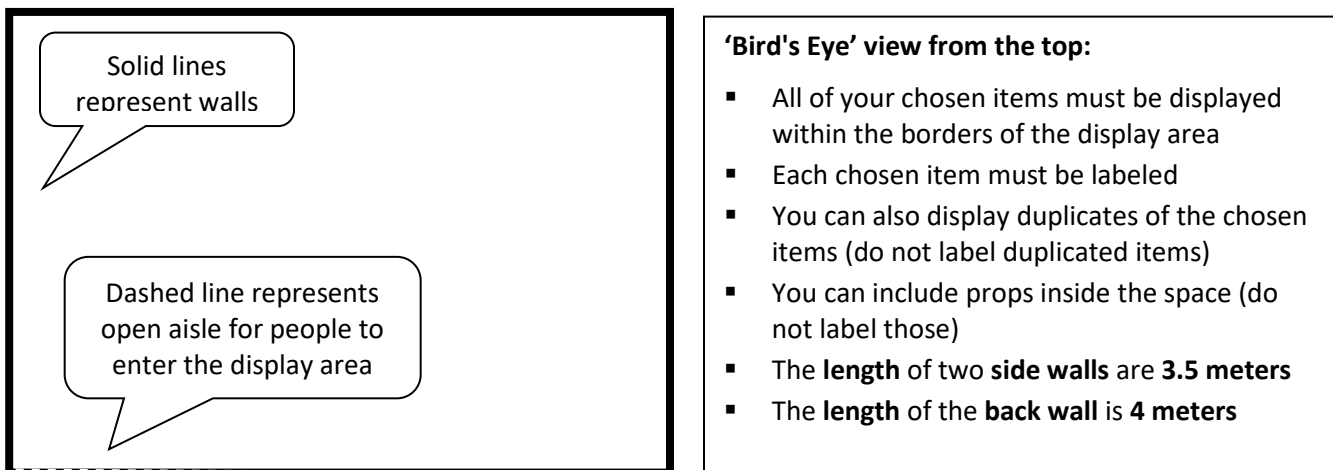 Solid lines
represent walls
Dashed line represents
open aisle for people to
enter the display area
‘Bird's Eye’ view from the top:
▪ All of your chosen items must be displayed
within the borders of the display area
▪ Each chosen item must be labeled
▪ You can also display duplicates of the chosen
items (do not label duplicated items)
▪ You can include props inside the space (do
not label those)
▪ The length of two side walls are 3.5 meters
▪ The length of the back wall is 4 meters